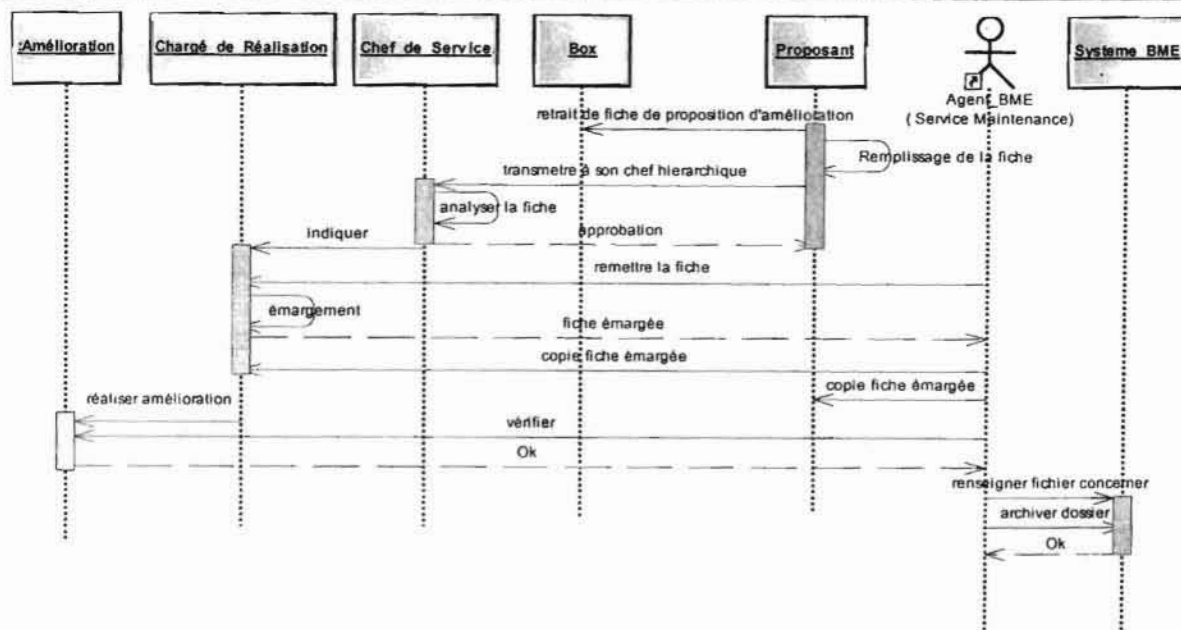 :Amélioration
Chargé de Réalisation
Chef de Service
Box
Proposant
Systeme BME
Agent_BME
( Service Maintenance)
retrait de fiche de proposition d'amélioration
Remplissage de la fiche
transmetre à son chef hierarchique
analyser la fiche
indiquer
approbation
remettre la fiche
émargement
fiche émargée
copie fiche émargée
copie fiche émargée
réaliser amélioration
vérifier
Ok
renseigner fichier concerner
archiver dossier
Ok